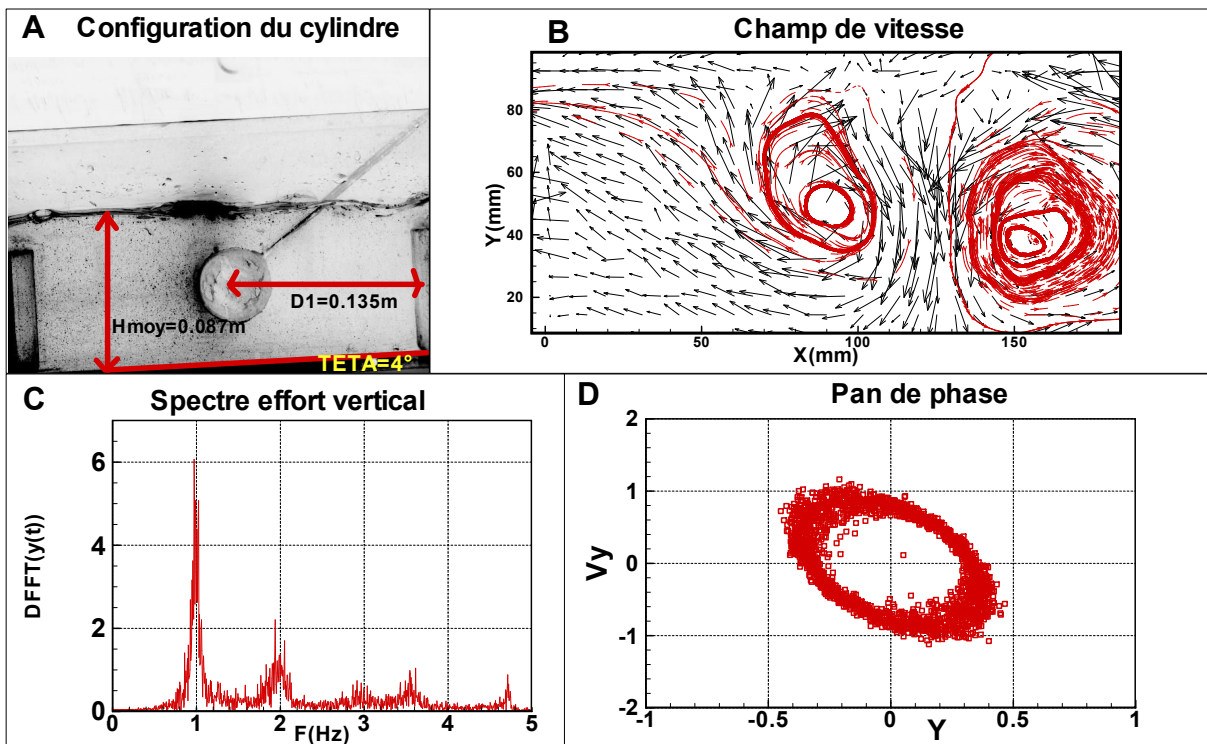 A
Configuration du cylindre
D1=0.135m
Hmoy=0.087m
TETA=4°
B
Champ de vitesse
Y(mm)
80
60
40
20
0
50
100
150
X(mm)
C
Spectre effort vertical
DFFT(y(t))
6
4
2
0
0
1
2
3
4
5
F(Hz)
D
Pan de phase
Vy
2
1
0
-1
-2
-1
-0.5
0
0.5
1
Y